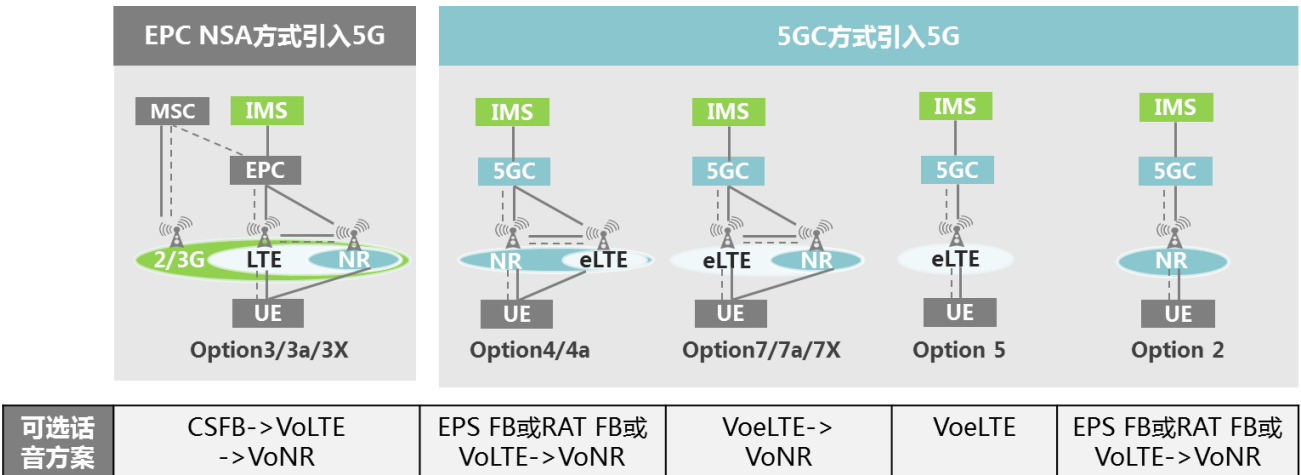 EPC NSA方式引入5G
5GC方式引入5G
MSC
IMS
EPC
2/3G
LTE
NR
UE
Option3/3a/3X
IMS
5GC
NR
eLTE
UE
Option4/4a
IMS
5GC
eLTE
NR
UE
Option7/7a/7X
IMS
5GC
eLTE
UE
Option 5
IMS
5GC
NR
UE
Option 2
可选话
音方案
CSFB->VoLTE
->VoNR
EPS FB或RAT FB或
VoLTE->VoNR
VoeLTE->
VoNR
VoeLTE
EPS FB或RAT FB或
VoLTE->VoNR